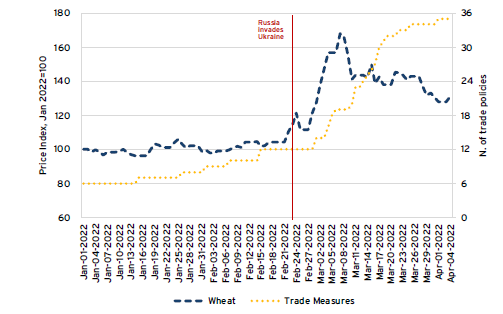 180
160
140
120
100
80
60
Price Index, Jan 2022=100
Russia
Invades
Ukraine
36
30
24
18
12
6
0
N. of trade policies
Jan-01-2022
Jan-04-2022
Jan-07-2022
Jan-10-2022
Jan-13-2022
Jan-16-2022
Jan-19-2022
Jan-22-2022
Jan-25-2022
Jan-28-2022
Jan-31-2022
Feb-03-2022
Feb-06-2022
Feb-09-2022
Feb-12-2022
Feb-15-2022
Feb-18-2022
Feb-21-2022
Feb-24-2022
Feb-27-2022
Mar-02-2022
Mar-05-2022
Mar-08-2022
Mar-11-2022
Mar-14-2022
Mar-17-2022
Mar-20-2022
Mar-23-2022
Mar-26-2022
Mar-29-2022
Apr-01-2022
Apr-04-2022
Wheat
Trade Measures